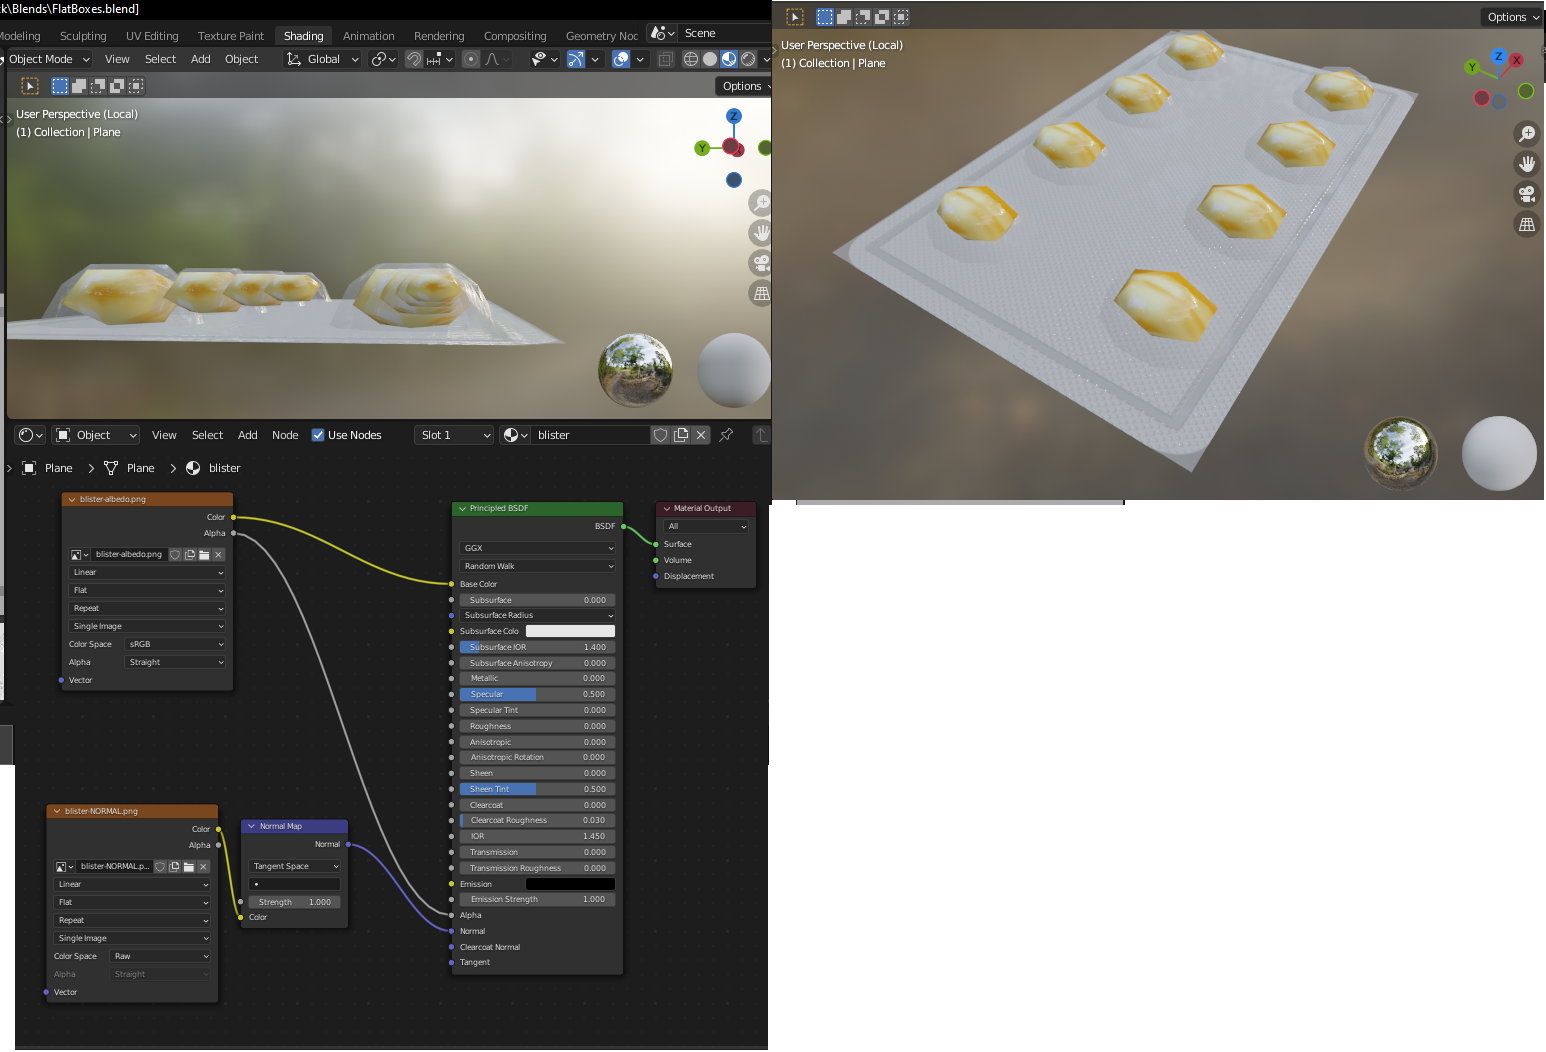 ck\Blends\FlatBoxes.blend]
Modeling Sculpting UV Editing Texture Paint Shading Animation Rendering Compositing Geometry Noc Scene
Object Mode View Select Add Object Global
Options
User Perspective (Local)
(1) Collection | Plane
Z
Y
Options
User Perspective (Local)
(1) Collection | Plane
Z
Y
X
Object View Select Add Node Use Nodes Slot 1 blister
Plane Plane blister
blister-albedo.png
Color
Alpha
blister-albedo.png
Linear
Flat
Repeat
Single Image
Color Space sRGB
Alpha Straight
Vector
blister-NORMAL.png
Color
Alpha
blister-NORMAL.p...
Linear
Flat
Repeat
Single Image
Color Space Raw
Alpha Straight
Vector
Normal Map
Normal
Tangent Space
Strength 1.000
Color
Principled BSDF
BSDF
GGX
Random Walk
Base Color
Subsurface 0.000
Subsurface Radius
Subsurface Colo
Subsurface IOR 1.400
Subsurface Anisotropy 0.000
Metallic 0.000
Specular 0.500
Specular Tint 0.000
Roughness 0.000
Anisotropic 0.000
Anisotropic Rotation 0.000
Sheen 0.000
Sheen Tint 0.500
Clearcoat 0.000
Clearcoat Roughness 0.030
IOR 1.450
Transmission 0.000
Transmission Roughness 0.000
Emission
Emission Strength 1.000
Alpha
Normal
Clearcoat Normal
Tangent
Material Output
All
Surface
Volume
Displacement